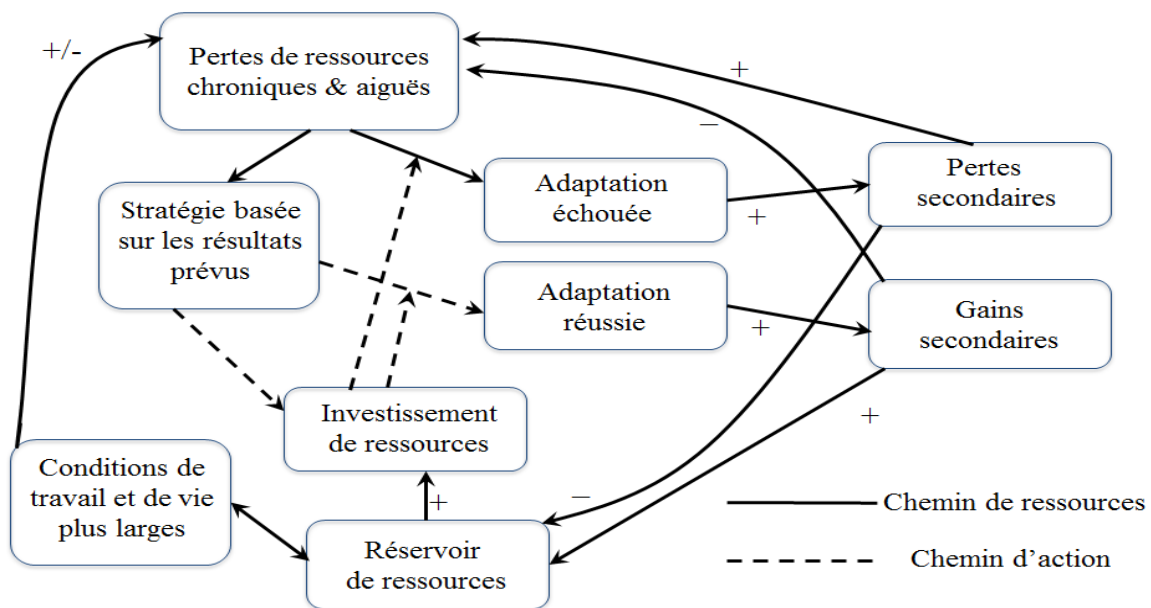 +/-
Pertes de ressources
chroniques & aiguës
+
–
Pertes
secondaires
Adaptation
échouée
+
Stratégie basée
sur les résultats
prévus
Adaptation
réussie
+
Gains
secondaires
Investissement
de ressources
+
Conditions de
travail et de vie
plus larges
+
–
Réservoir
de ressources
Chemin de ressources
Chemin d’action